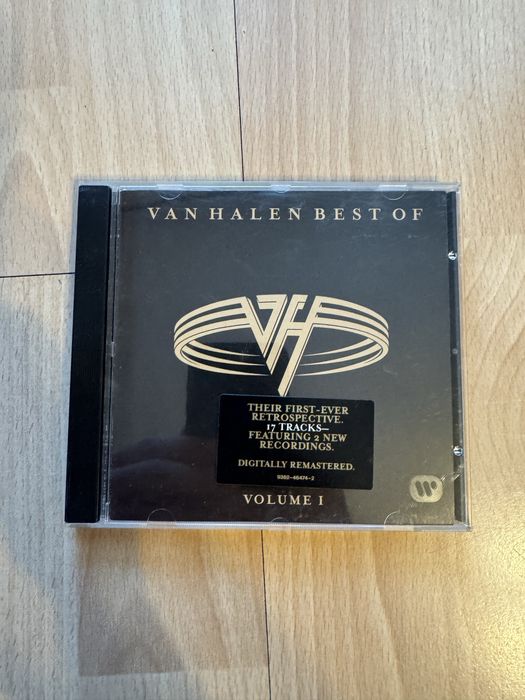 VAN HALEN BEST OF
VH
THEIR FIRST-EVER
RETROSPECTIVE.
17 TRACKS—
FEATURING 2 NEW
RECORDINGS.
DIGITALLY REMASTERED.
9362-46474-2
VOLUME I